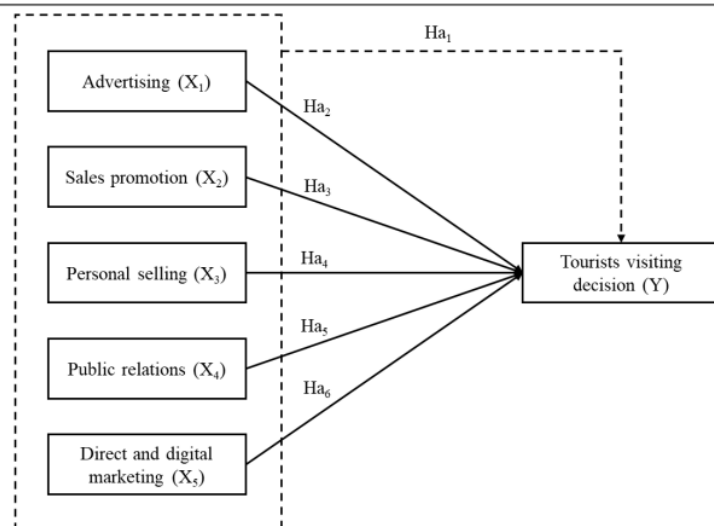 Ha₁
Advertising (X₁)
Ha₂
Sales promotion (X₂)
Ha₃
Personal selling (X₃)
Ha₄
Tourists visiting
decision (Y)
Ha₅
Public relations (X₄)
Ha₆
Direct and digital
marketing (X₅)